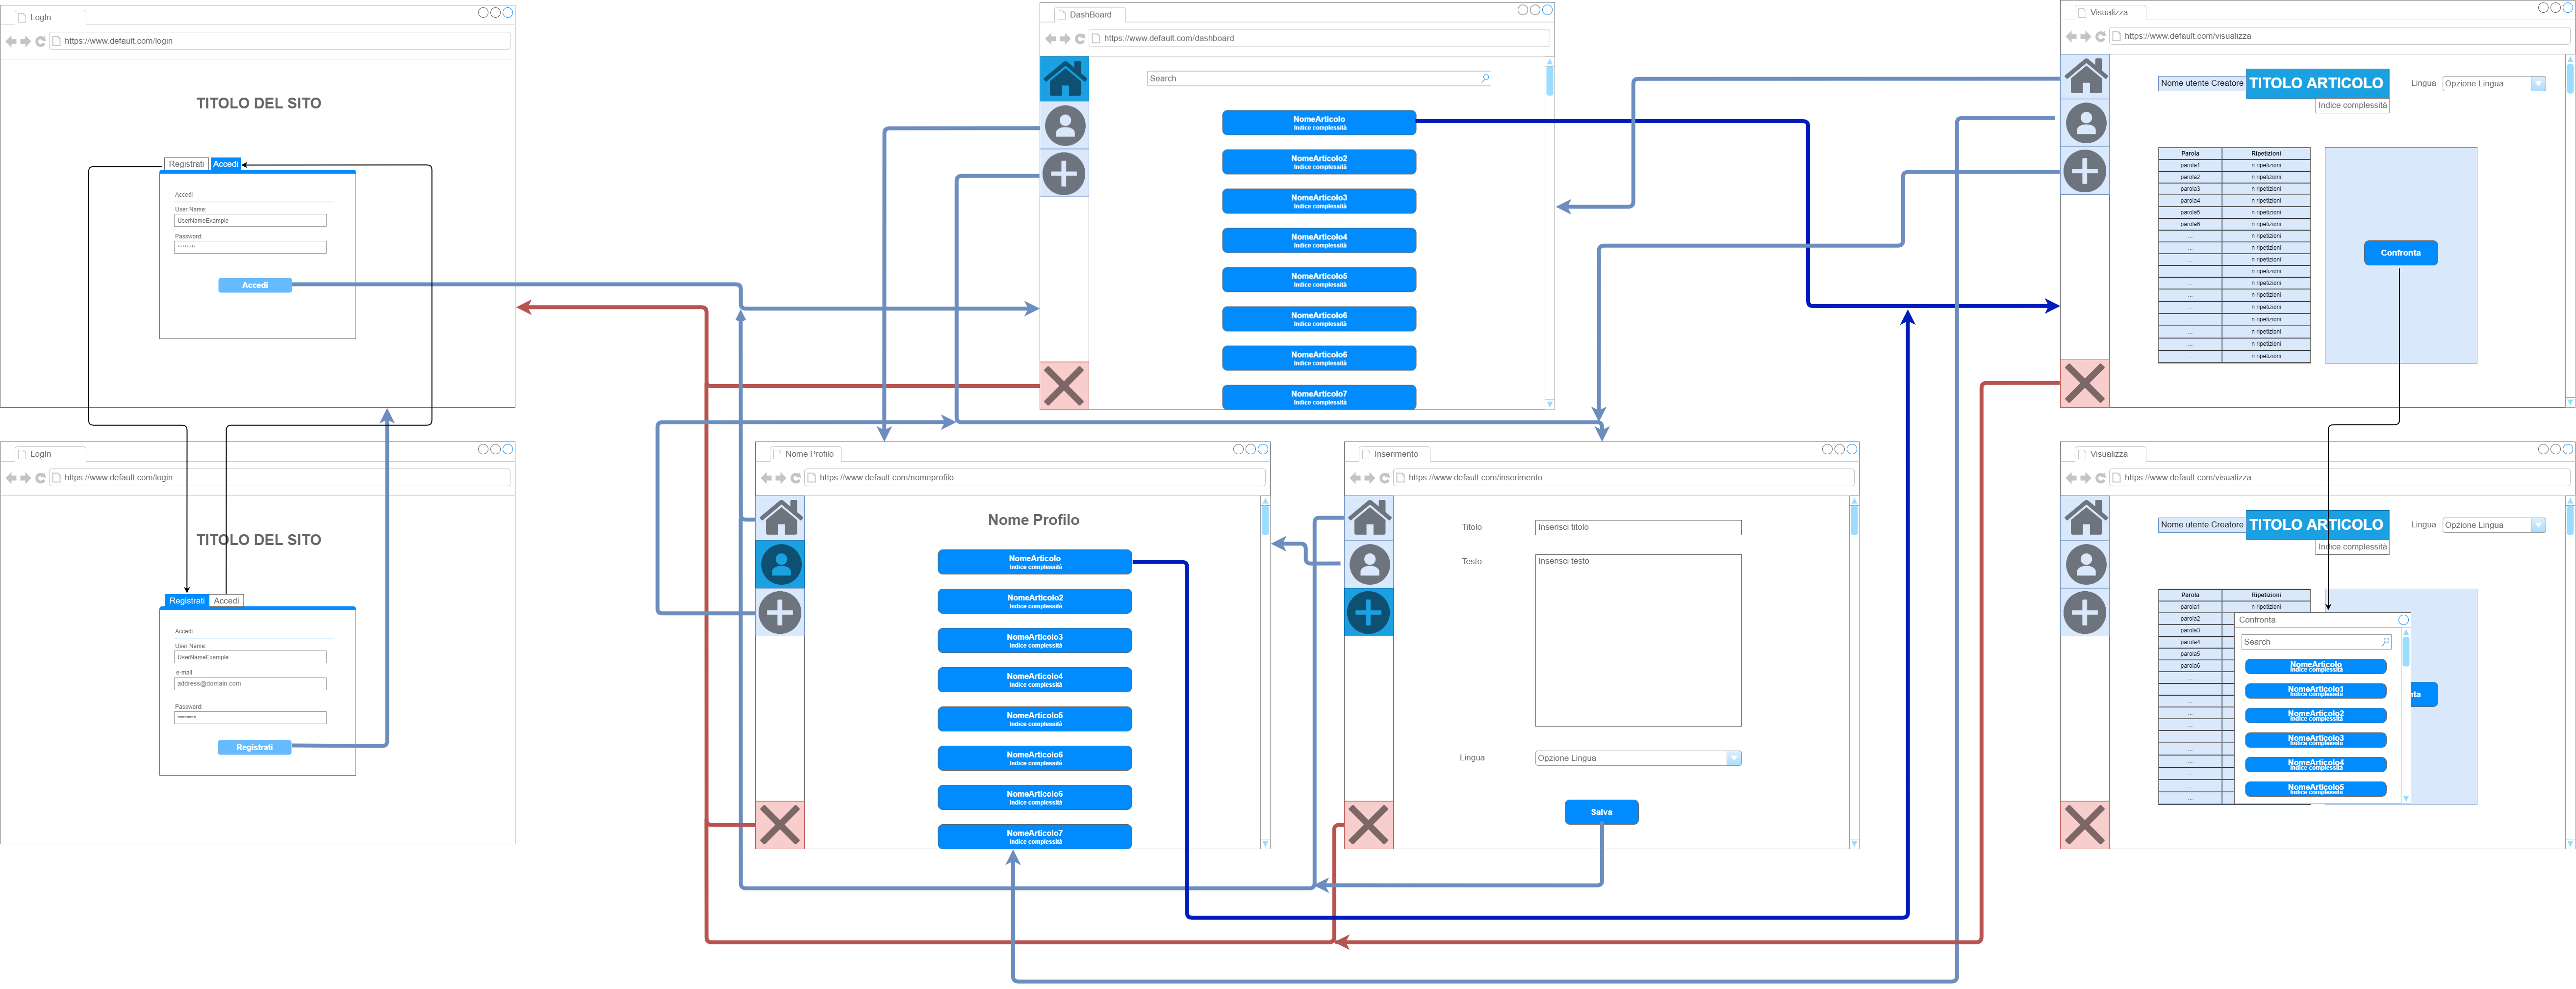 LogIn
https://www.default.com/login
TITOLO DEL SITO
Registrati
Accedi
Accedi
User Name:
UserNameExample
Password:
********
Accedi
DashBoard
https://www.default.com/dashboard
Search
NomeArticolo
Indice complessità
NomeArticolo2
Indice complessità
NomeArticolo3
Indice complessità
NomeArticolo4
Indice complessità
NomeArticolo5
Indice complessità
NomeArticolo6
Indice complessità
NomeArticolo6
Indice complessità
NomeArticolo7
Indice complessità
Visualizza
https://www.default.com/visualizza
Nome utente Creatore
TITOLO ARTICOLO
Indice complessità
Lingua
Opzione Lingua
Parola Ripetizioni
parola1 n ripetizioni
parola2 n ripetizioni
parola3 n ripetizioni
parola4 n ripetizioni
parola5 n ripetizioni
parola6 n ripetizioni
... n ripetizioni
... n ripetizioni
... n ripetizioni
... n ripetizioni
... n ripetizioni
... n ripetizioni
... n ripetizioni
... n ripetizioni
... n ripetizioni
... n ripetizioni
... n ripetizioni
Confronta
LogIn
https://www.default.com/login
TITOLO DEL SITO
Registrati
Accedi
Accedi
User Name:
UserNameExample
e-mail
address@domain.com
Password:
********
Registrati
Nome Profilo
https://www.default.com/nomeprofilo
Nome Profilo
NomeArticolo
Indice complessità
NomeArticolo2
Indice complessità
NomeArticolo3
Indice complessità
NomeArticolo4
Indice complessità
NomeArticolo5
Indice complessità
NomeArticolo6
Indice complessità
NomeArticolo6
Indice complessità
NomeArticolo7
Indice complessità
Inserimento
https://www.default.com/inserimento
Titolo
Inserisci titolo
Testo
Inserisci testo
Lingua
Opzione Lingua
Salva
Visualizza
https://www.default.com/visualizza
Nome utente Creatore
TITOLO ARTICOLO
Indice complessità
Lingua
Opzione Lingua
Parola Ripetizioni
parola1 n ripetizioni
parola2
parola3
parola4
parola5
parola6
...
...
...
...
...
...
...
...
...
...
...
nta
Confronta
Search
NomeArticolo
Indice complessità
NomeArticolo1
Indice complessità
NomeArticolo2
Indice complessità
NomeArticolo3
Indice complessità
NomeArticolo4
Indice complessità
NomeArticolo5
Indice complessità